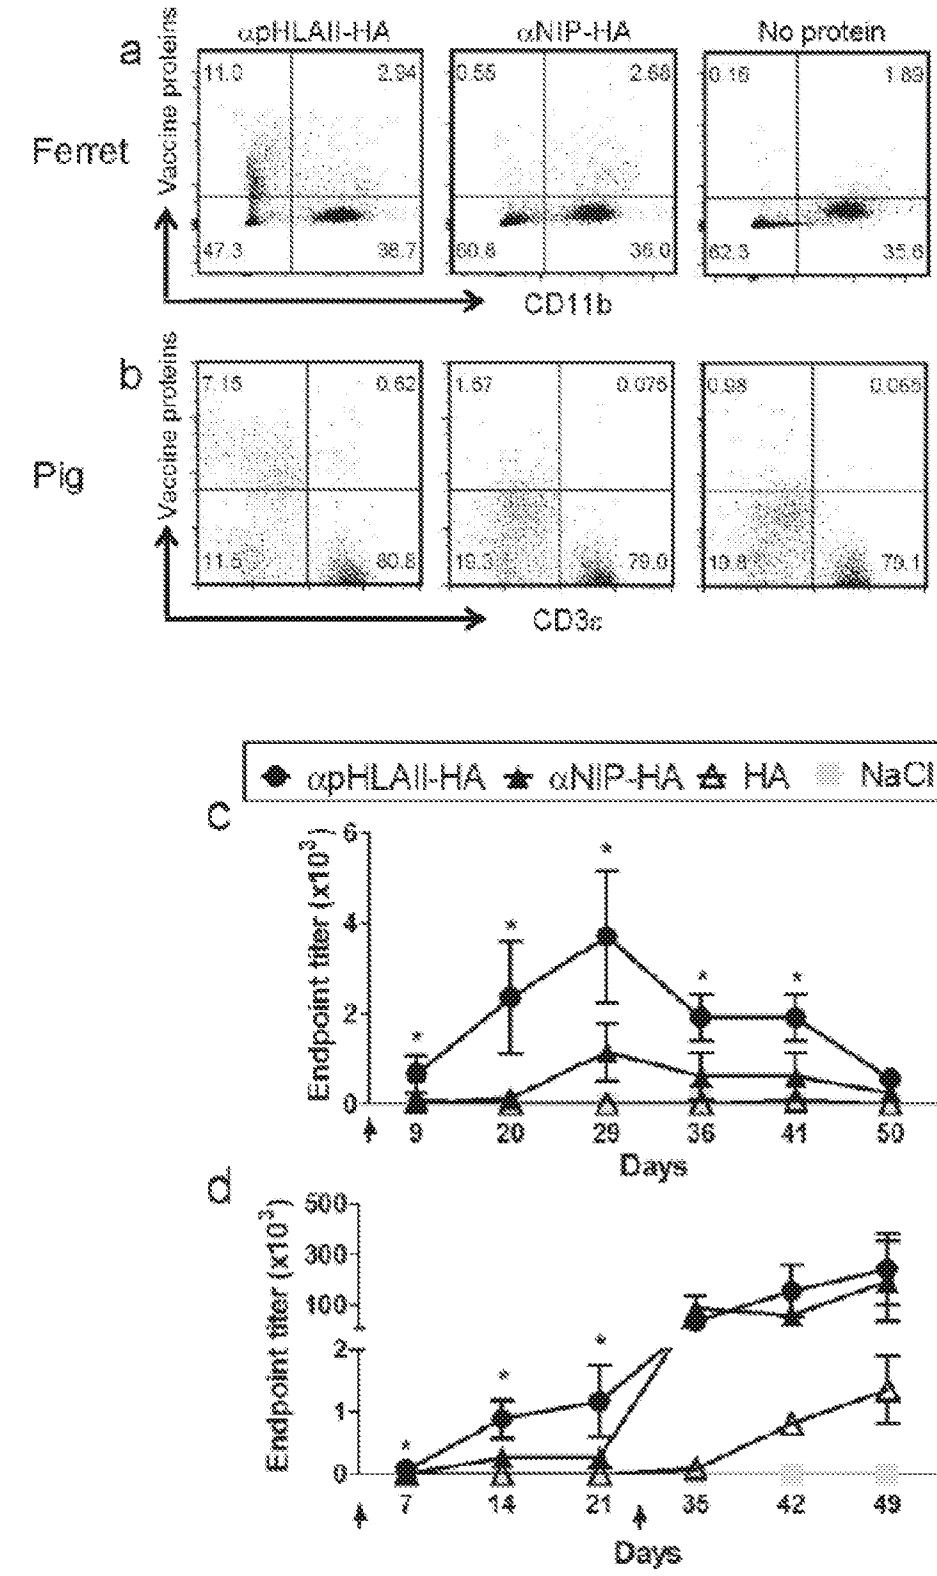 a
αpHLAII-HA αNIP-HA No protein
Ferret
Vaccine proteins
11.0 2.94 0.55 2.66 0.16 1.89
47.3 38.7 60.8 36.0 62.3 35.6
CD11b
b
Pig
Vaccine proteins
7.15 0.62 1.67 0.076 0.98 0.065
11.5 80.8 19.3 79.0 19.8 79.1
CD3ε
αpHLAII-HA αNIP-HA HA NaCl
c
Endpoint titer (x10³)
6
* * * * *
4
2
0
9 20 29 36 41 50
Days
d
Endpoint titer (x10³)
500
300
100
2
* * *
1
0
7 14 21 35 42 49
Days